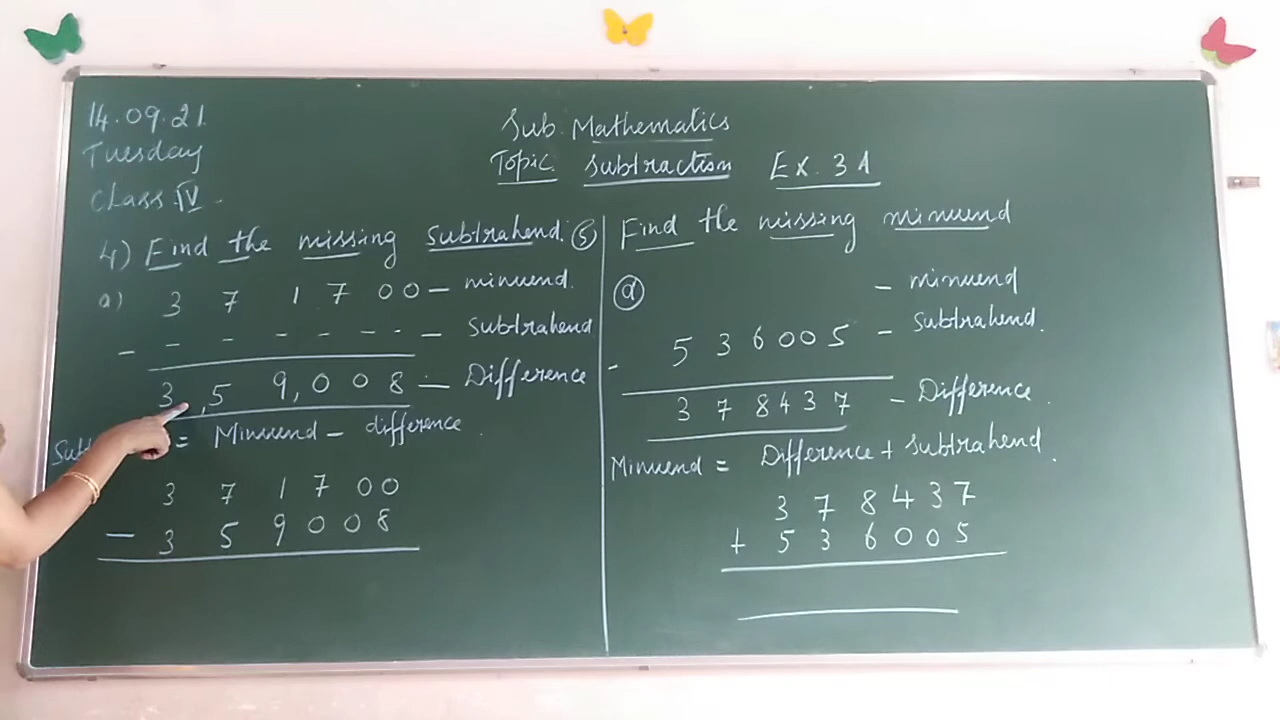 14.09.21.
Tuesday
Class IV.
Sub. Mathematics
Topic. Subtraction Ex. 3A
4) Find the missing Subtrahend.
a) 3 7 1 7 0 0 – minuend.
- - - - - - - – Subtrahend
3 ,5 9, 0 0 8 – Difference
= Minuend – difference.
3 7 1 7 0 0
– 3 5 9 0 0 8
5 Find the missing minuend
a – minuend
- 5 3 6 0 0 5 – Subtrahend.
3 7 8 4 3 7 – Difference.
Minuend = Difference + Subtrahend.
3 7 8 4 3 7
+ 5 3 6 0 0 5